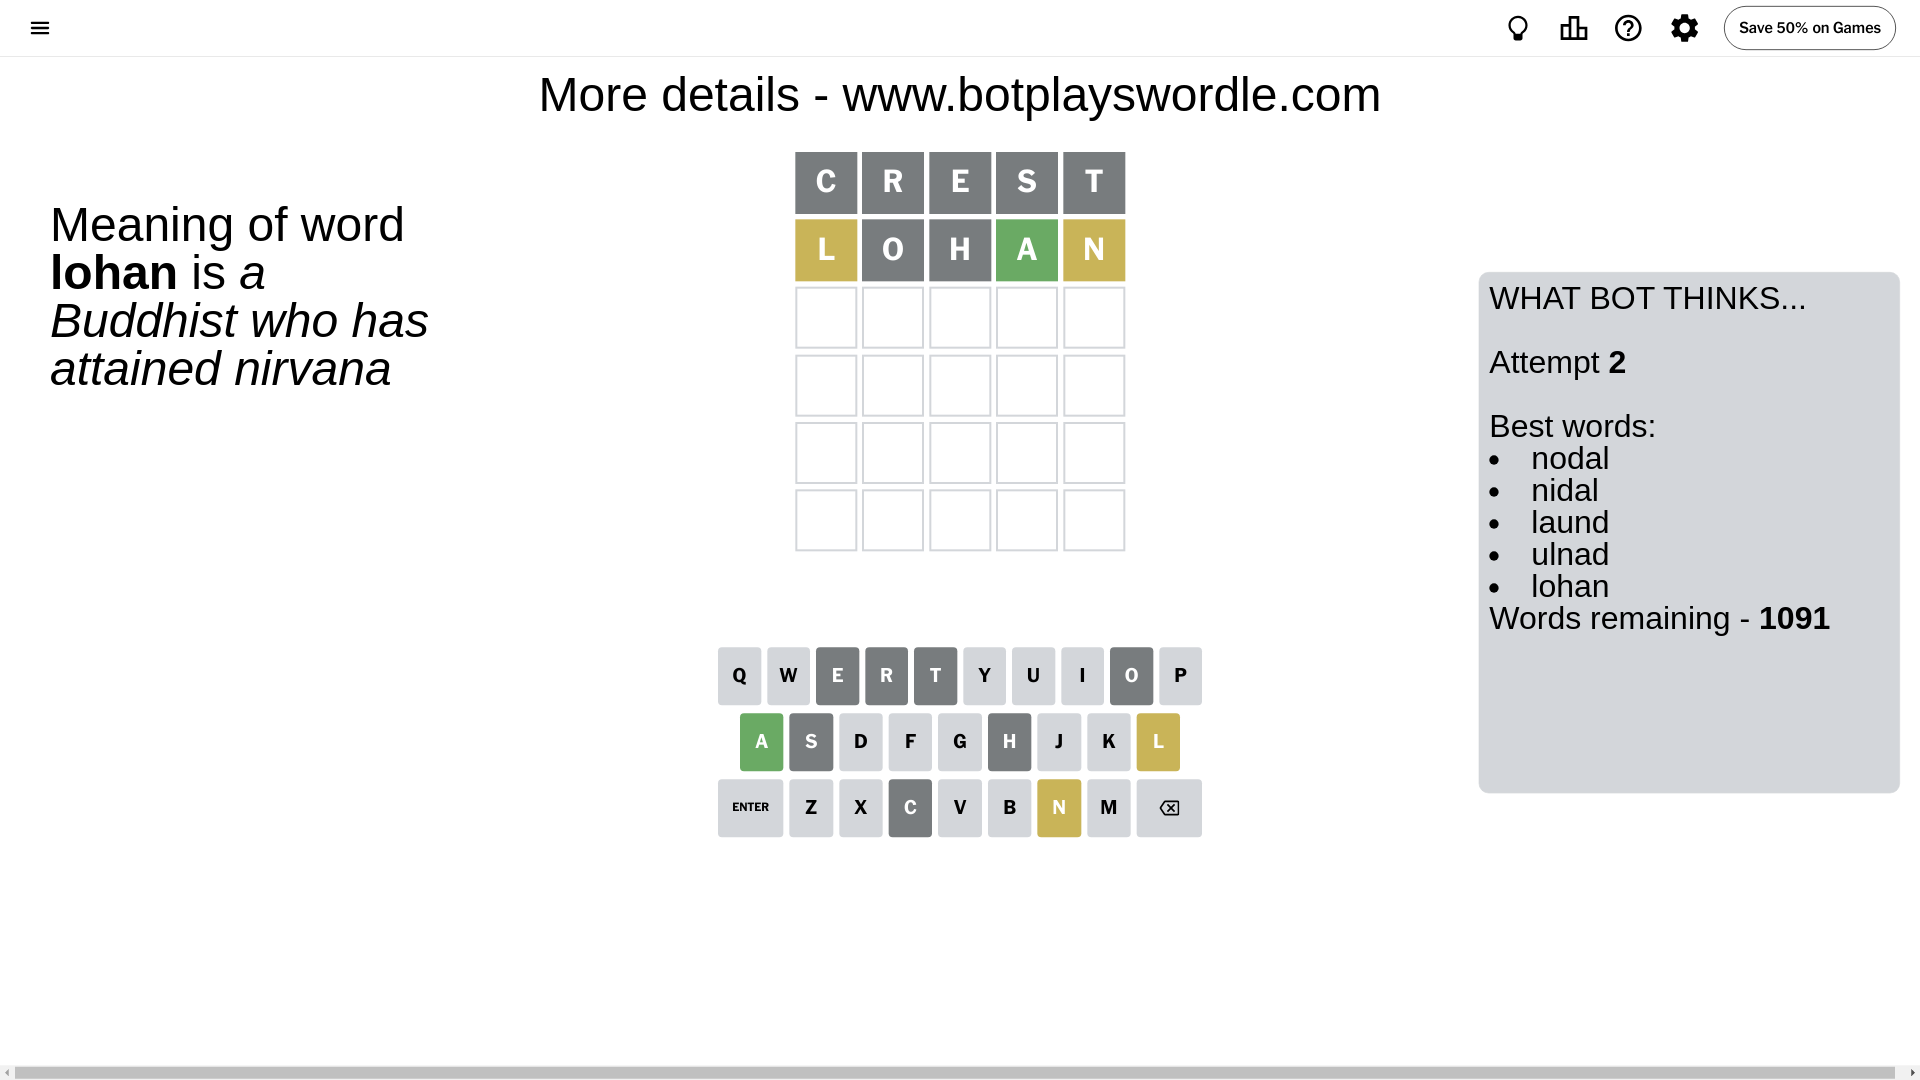 Save 50% on Games
More details - www.botplayswordle.com
Meaning of word
lohan is a
Buddhist who has
attained nirvana
C R E S T
L O H A N
WHAT BOT THINKS...
Attempt 2
Best words:
• nodal
• nidal
• laund
• ulnad
• lohan
Words remaining - 1091
Q W E R T Y U I O P
A S D F G H J K L
ENTER Z X C V B N M